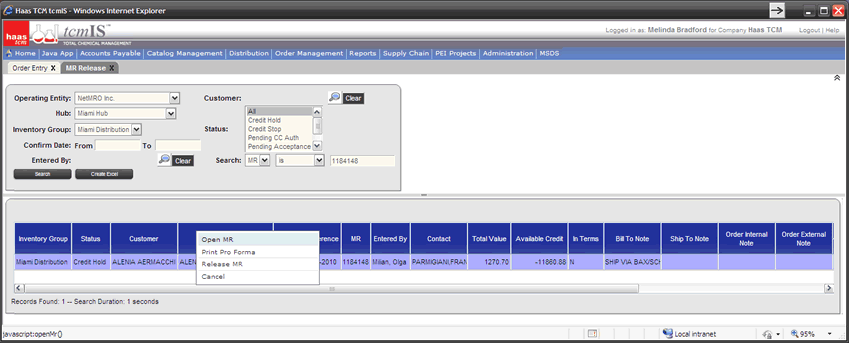 Haas TCM tcmIS - Windows Internet Explorer
haas tcm
tcmIS™
TOTAL CHEMICAL MANAGEMENT
Logged in as: Melinda Bradford for Company Haas TCM Logout | Help
Home Java App Accounts Payable Catalog Management Distribution Order Management Reports Supply Chain PEI Projects Administration MSDS
Order Entry X MR Release X
Operating Entity: NetMRO Inc. Customer: Clear
Hub: Miami Hub All
Credit Hold
Inventory Group: Miami Distribution Status: Credit Stop
Pending CC Auth
Confirm Date: From To Pending Acceptance
Entered By: Clear Search: MR is 1184148
Search Create Excel
Inventory Group Status Customer erence MR Entered By Contact Total Value Available Credit In Terms Bill To Note Ship To Note Order Internal Note Order External Note
Miami Distribution Credit Hold ALENIA AERMACCHI ALEN -2010 1184148 Milian, Olga PARMIGIANI,FRAN 1270.70 -11860.88 N SHIP VIA BAX/SCH
Open MR
Print Pro Forma
Release MR
Cancel
Records Found: 1 -- Search Duration: 1 seconds
javascript:openMr() Local intranet 95%